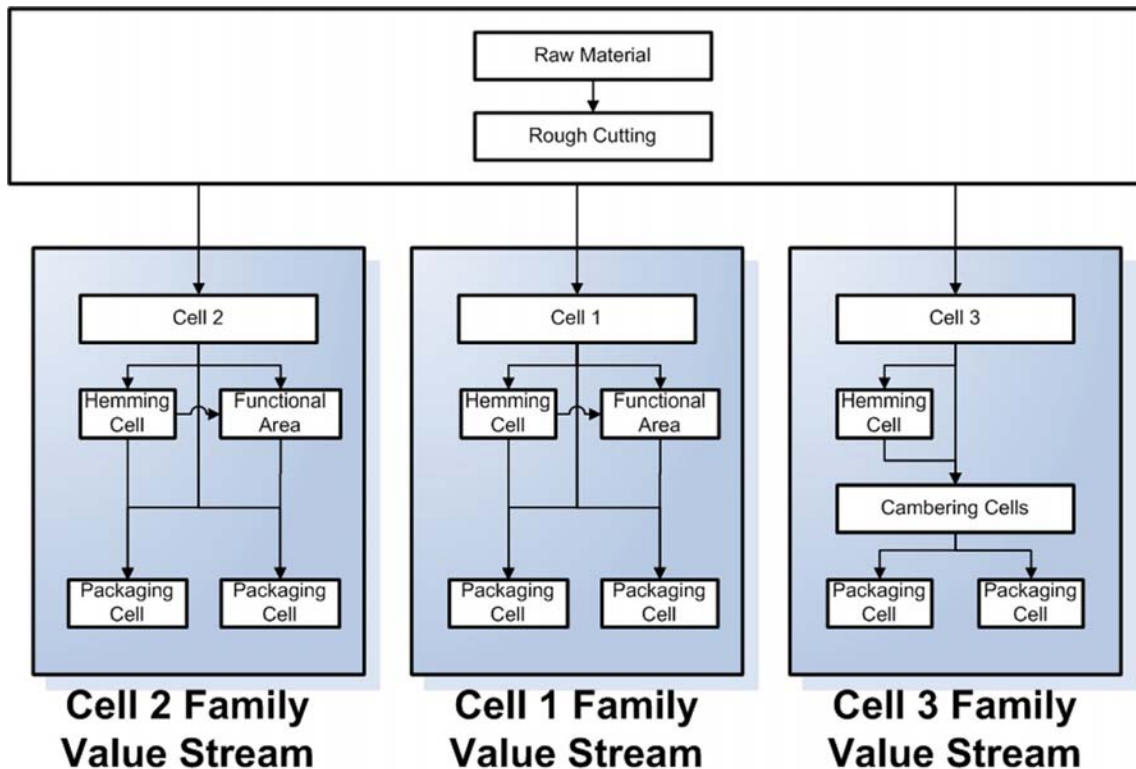 Raw Material
Rough Cutting
Cell 2
Hemming
Cell
Functional
Area
Packaging
Cell
Packaging
Cell
Cell 2 Family
Value Stream
Cell 1
Hemming
Cell
Functional
Area
Packaging
Cell
Packaging
Cell
Cell 1 Family
Value Stream
Cell 3
Hemming
Cell
Cambering Cells
Packaging
Cell
Packaging
Cell
Cell 3 Family
Value Stream